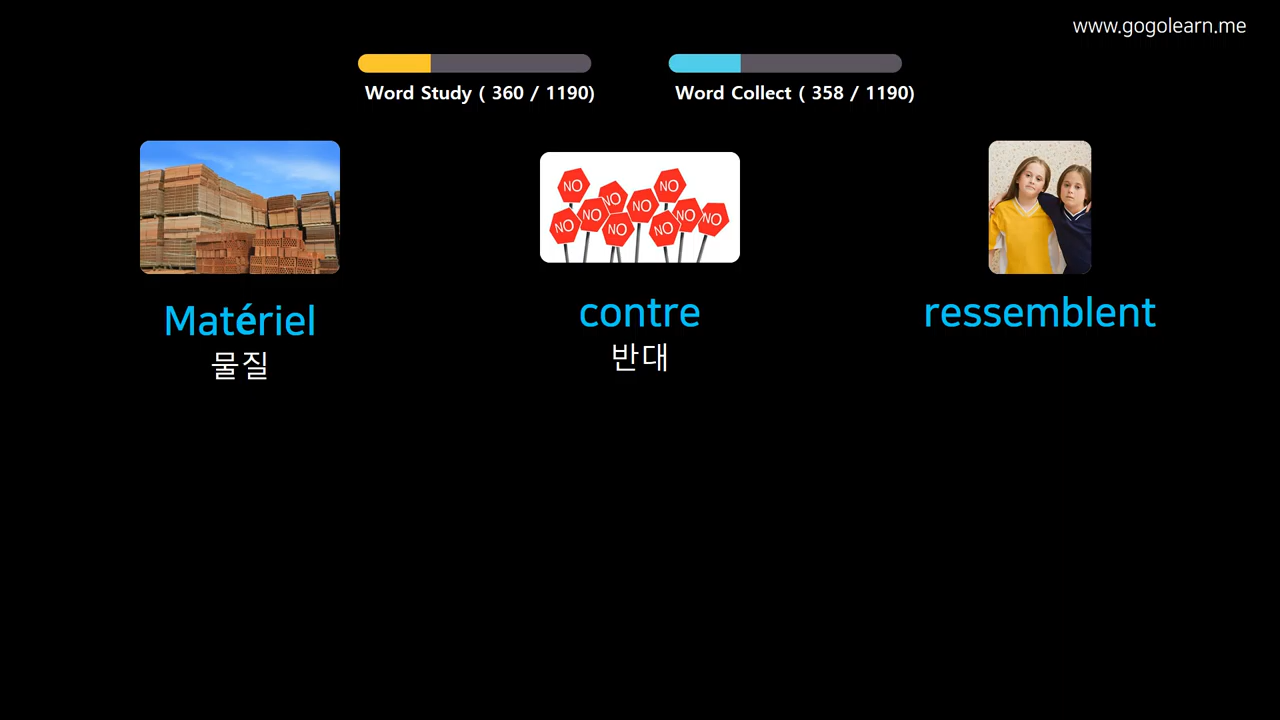 www.gogolearn.me
Word Study ( 360 / 1190)
Word Collect ( 358 / 1190)
NO
NO
NO
NO
NO
NO
NO
NO
NO
NO
Matériel
물질
contre
반대
ressemblent